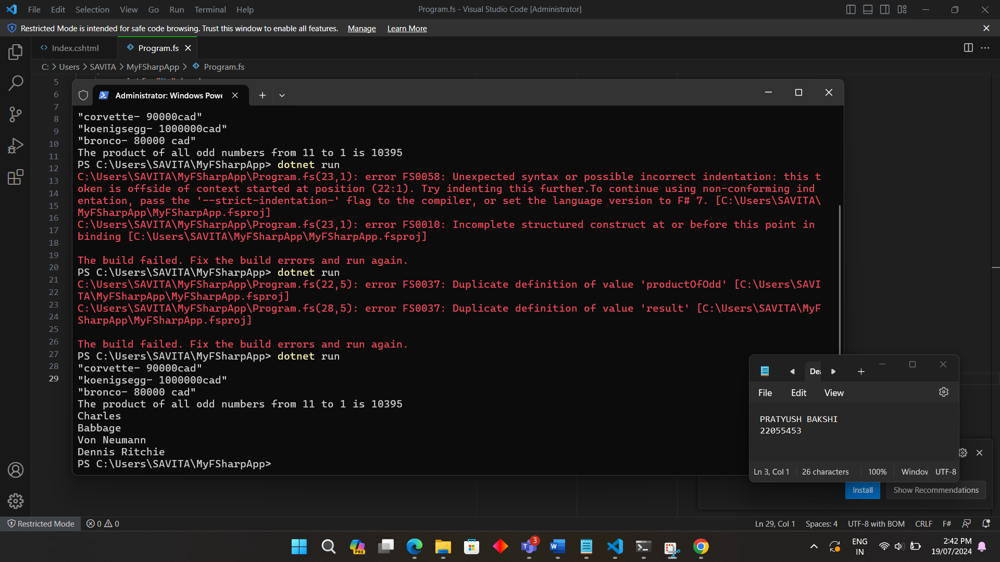 File Edit Selection View Go Run Terminal Help
Program.fs - Visual Studio Code [Administrator]
Restricted Mode is intended for safe code browsing. Trust this window to enable all features. Manage Learn More
Index.cshtml Program.fs
C: > Users > SAVITA > MyFSharpApp > Program.fs
5
6
7
8
9
10
11
12
13
14
15
16
17
18
19
20
21
22
23
24
25
26
27
28
29
Administrator: Windows Powe
"corvette- 90000cad"
"koenigsegg- 1000000cad"
"bronco- 80000 cad"
The product of all odd numbers from 11 to 1 is 10395
PS C:\Users\SAVITA\MyFSharpApp> dotnet run
C:\Users\SAVITA\MyFSharpApp\Program.fs(23,1): error FS0058: Unexpected syntax or possible incorrect indentation: this t
oken is offside of context started at position (22:1). Try indenting this further.To continue using non-conforming ind
entation, pass the '--strict-indentation-' flag to the compiler, or set the language version to F# 7. [C:\Users\SAVITA\
MyFSharpApp\MyFSharpApp.fsproj]
C:\Users\SAVITA\MyFSharpApp\Program.fs(23,1): error FS0010: Incomplete structured construct at or before this point in
binding [C:\Users\SAVITA\MyFSharpApp\MyFSharpApp.fsproj]
The build failed. Fix the build errors and run again.
PS C:\Users\SAVITA\MyFSharpApp> dotnet run
C:\Users\SAVITA\MyFSharpApp\Program.fs(22,5): error FS0037: Duplicate definition of value 'productOfOdd' [C:\Users\SAVI
TA\MyFSharpApp\MyFSharpApp.fsproj]
C:\Users\SAVITA\MyFSharpApp\Program.fs(28,5): error FS0037: Duplicate definition of value 'result' [C:\Users\SAVITA\MyF
SharpApp\MyFSharpApp.fsproj]
The build failed. Fix the build errors and run again.
PS C:\Users\SAVITA\MyFSharpApp> dotnet run
"corvette- 90000cad"
"koenigsegg- 1000000cad"
"bronco- 80000 cad"
The product of all odd numbers from 11 to 1 is 10395
Charles
Babbage
Von Neumann
Dennis Ritchie
PS C:\Users\SAVITA\MyFSharpApp>
Dea
File Edit View
PRATYUSH BAKSHI
22055453
Ln 3, Col 1 26 characters 100% Window UTF-8
Install Show Recommendations
Restricted Mode 0 0 Ln 29, Col 1 Spaces: 4 UTF-8 with BOM CRLF F#
PRE
3
ENG
IN
2:42 PM
19/07/2024